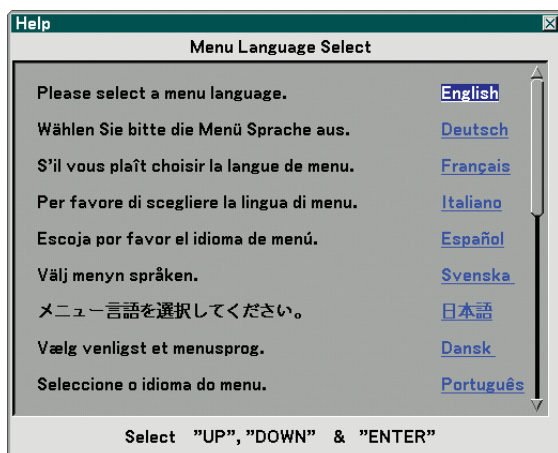 Help
Menu Language Select
Please select a menu language. English
Wählen Sie bitte die Menü Sprache aus. Deutsch
S'il vous plaît choisir la langue de menu. Français
Per favore di scegliere la lingua di menu. Italiano
Escoja por favor el idioma de menú. Español
Välj menyn språken. Svenska
メニュー言語を選択してください。 日本語
Vælg venligst et menusprog. Dansk
Seleccione o idioma do menu. Português
Select "UP", "DOWN" & "ENTER"